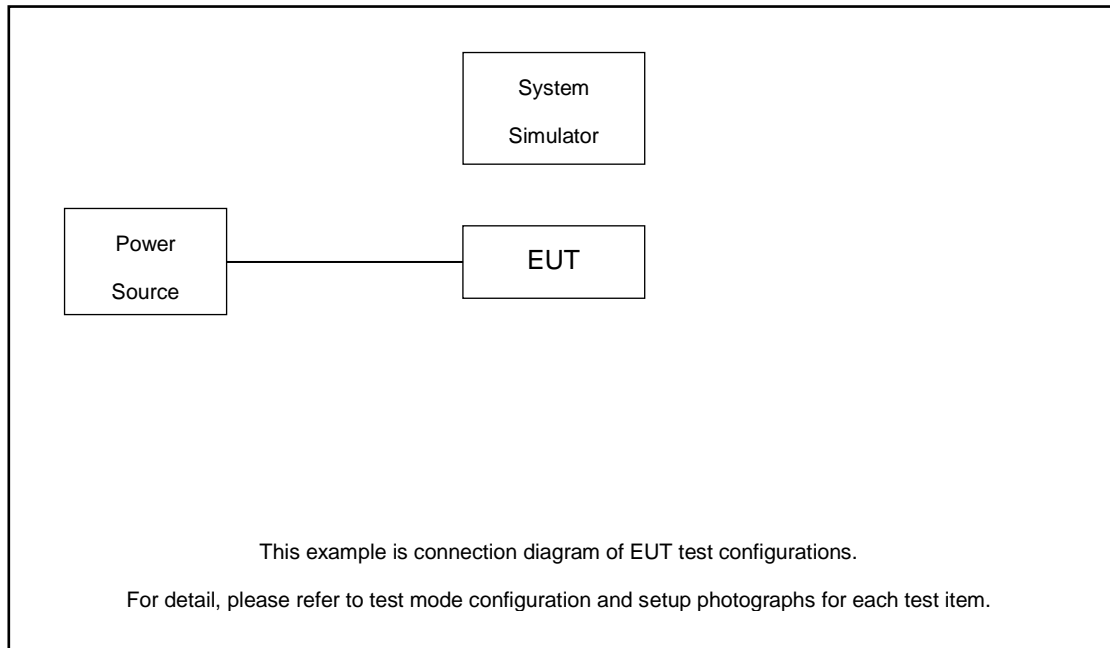 System
Simulator
Power
Source
EUT
This example is connection diagram of EUT test configurations.
For detail, please refer to test mode configuration and setup photographs for each test item.